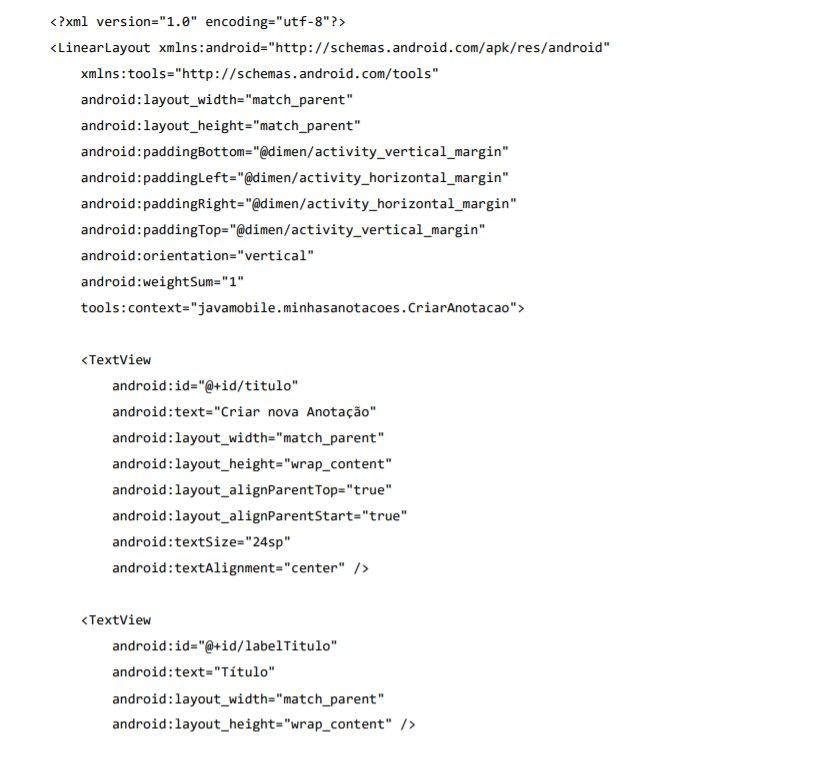 <?xml version="1.0" encoding="utf-8"?>
<LinearLayout xmlns:android="http://schemas.android.com/apk/res/android"
    xmlns:tools="http://schemas.android.com/tools"
    android:layout_width="match_parent"
    android:layout_height="match_parent"
    android:paddingBottom="@dimen/activity_vertical_margin"
    android:paddingLeft="@dimen/activity_horizontal_margin"
    android:paddingRight="@dimen/activity_horizontal_margin"
    android:paddingTop="@dimen/activity_vertical_margin"
    android:orientation="vertical"
    android:weightSum="1"
    tools:context="javamobile.minhasanotacoes.CriarAnotacao">

    <TextView
        android:id="@+id/titulo"
        android:text="Criar nova Anotação"
        android:layout_width="match_parent"
        android:layout_height="wrap_content"
        android:layout_alignParentTop="true"
        android:layout_alignParentStart="true"
        android:textSize="24sp"
        android:textAlignment="center" />

    <TextView
        android:id="@+id/labelTitulo"
        android:text="Título"
        android:layout_width="match_parent"
        android:layout_height="wrap_content" />